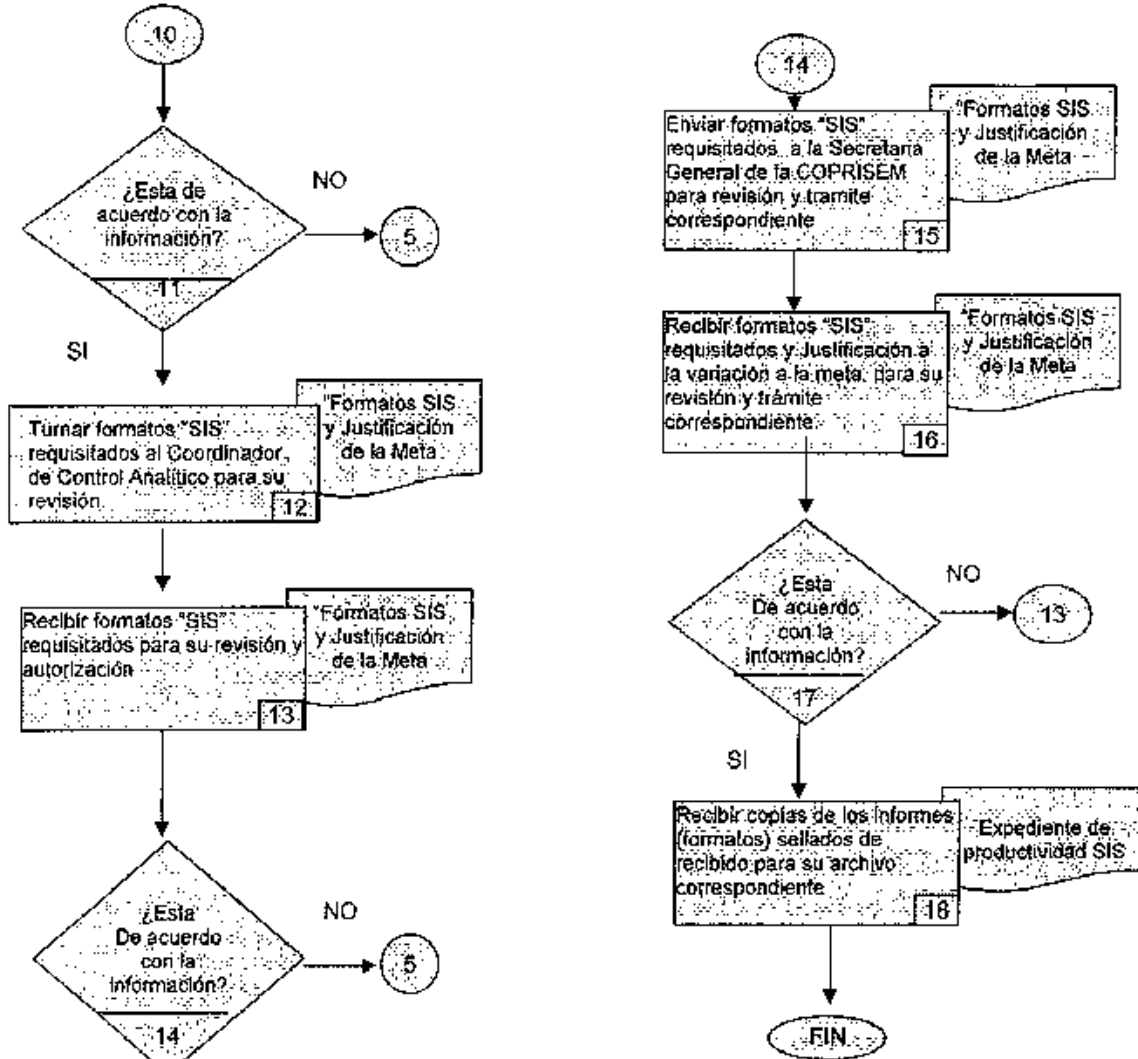 10
¿Esta de
acuerdo con la
información?
11
NO
5
SI
Turnar formatos "SIS"
requisitados al Coordinador
de Control Analítico para su
revisión
12
"Formatos SIS
y Justificación
de la Meta
Recibir formatos "SIS"
requisitados para su revisión y
autorización
13
"Formatos SIS
y Justificación
de la Meta
¿Esta
De acuerdo
con la
información?
14
NO
5
14
Enviar formatos "SIS"
requisitados a la Secretaria
General de la COPRISEM
para revisión y tramite
correspondiente
15
"Formatos SIS
y Justificación
de la Meta
Recibir formatos "SIS"
requisitados y Justificación a
la variación a la meta, para su
revisión y trámite
correspondiente.
16
"Formatos SIS
y Justificación
de la Meta
¿Esta
De acuerdo
con la
información?
17
NO
13
SI
Recibir copias de los Informes
(formatos) sellados de
recibido para su archivo
correspondiente
18
Expediente de
productividad SIS
FIN